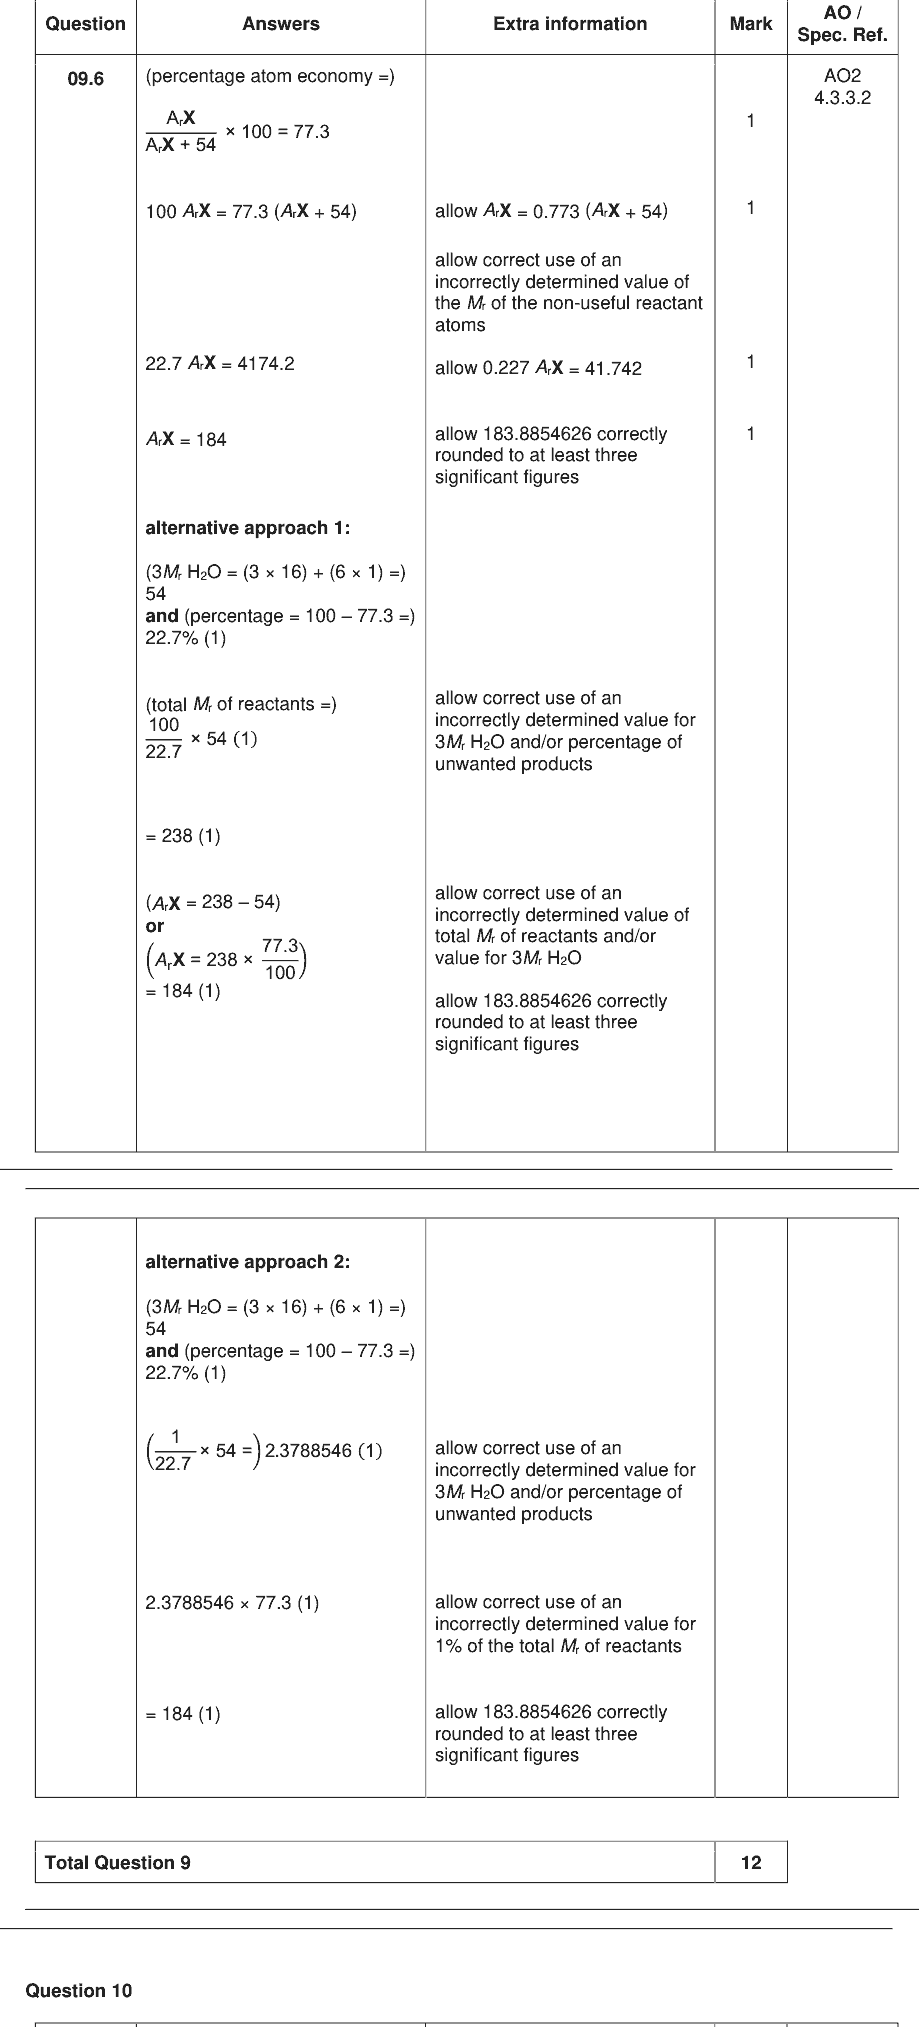 Question Answers Extra information Mark AO / Spec. Ref.
09.6 (percentage atom economy =) AO2
4.3.3.2
AᵣX / (AᵣX + 54) × 100 = 77.3 1
100 AᵣX = 77.3 (AᵣX + 54) allow AᵣX = 0.773 (AᵣX + 54) 1
allow correct use of an
incorrectly determined value of
the Mᵣ of the non-useful reactant
atoms
22.7 AᵣX = 4174.2 allow 0.227 AᵣX = 41.742 1
AᵣX = 184 allow 183.8854626 correctly 1
rounded to at least three
significant figures
alternative approach 1:
(3Mᵣ H₂O = (3 × 16) + (6 × 1) =)
54
and (percentage = 100 – 77.3 =)
22.7% (1)
(total Mᵣ of reactants =)
100 / 22.7 × 54 (1)
allow correct use of an
incorrectly determined value for
3Mᵣ H₂O and/or percentage of
unwanted products
= 238 (1)
(AᵣX = 238 – 54)
or
(AᵣX = 238 × 77.3 / 100)
= 184 (1)
allow correct use of an
incorrectly determined value of
total Mᵣ of reactants and/or
value for 3Mᵣ H₂O
allow 183.8854626 correctly
rounded to at least three
significant figures
alternative approach 2:
(3Mᵣ H₂O = (3 × 16) + (6 × 1) =)
54
and (percentage = 100 – 77.3 =)
22.7% (1)
(1 / 22.7 × 54 =) 2.3788546 (1)
allow correct use of an
incorrectly determined value for
3Mᵣ H₂O and/or percentage of
unwanted products
2.3788546 × 77.3 (1)
allow correct use of an
incorrectly determined value for
1% of the total Mᵣ of reactants
= 184 (1)
allow 183.8854626 correctly
rounded to at least three
significant figures
Total Question 9 12
Question 10